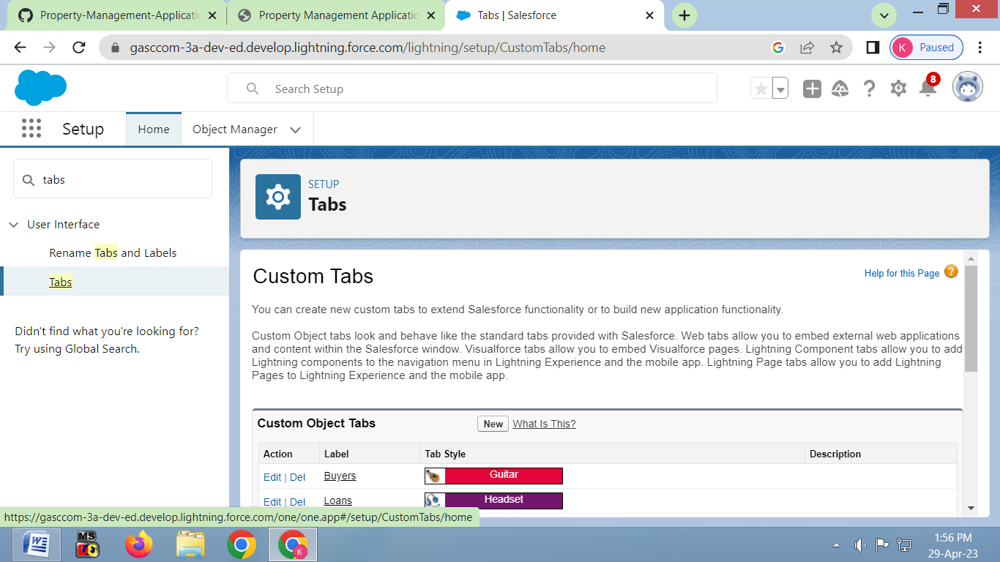 Property-Management-Applicatio
Property Management Applicatio
Tabs | Salesforce
gasccom-3a-dev-ed.develop.lightning.force.com/lightning/setup/CustomTabs/home
K
Paused
Search Setup
8
Setup
Home
Object Manager
tabs
User Interface
Rename Tabs and Labels
Tabs
Didn't find what you're looking for?
Try using Global Search.
SETUP
Tabs
Custom Tabs
Help for this Page
You can create new custom tabs to extend Salesforce functionality or to build new application functionality.
Custom Object tabs look and behave like the standard tabs provided with Salesforce. Web tabs allow you to embed external web applications
and content within the Salesforce window. Visualforce tabs allow you to embed Visualforce pages. Lightning Component tabs allow you to add
Lightning components to the navigation menu in Lightning Experience and the mobile app. Lightning Page tabs allow you to add Lightning
Pages to Lightning Experience and the mobile app.
Custom Object Tabs
New
What Is This?
Action Label Tab Style Description
Edit | Del Buyers Guitar
Edit | Del Loans Headset
https://gasccom-3a-dev-ed.develop.lightning.force.com/one/one.app#/setup/CustomTabs/home
W
MS
K
1:56 PM
29-Apr-23